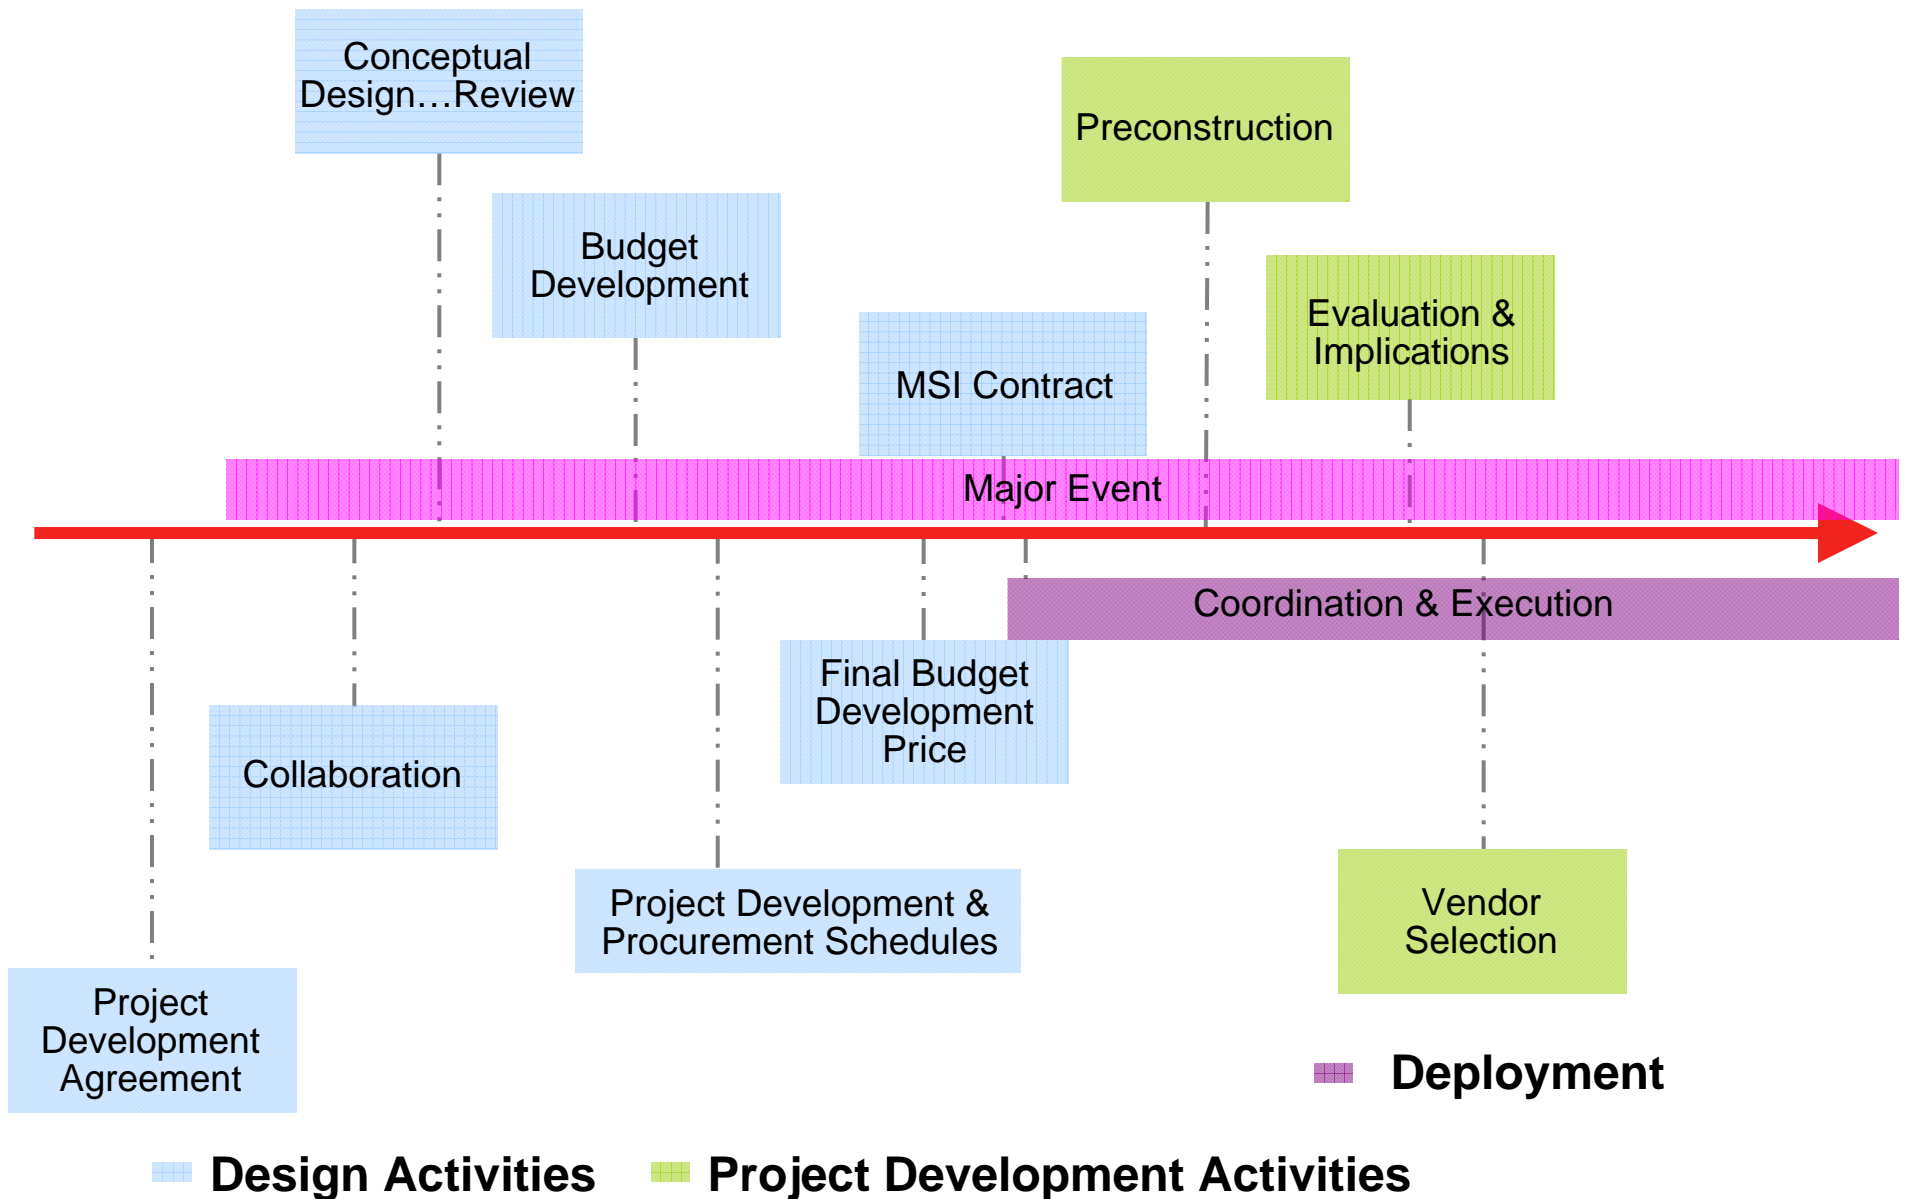 Conceptual
Design…Review
Preconstruction
Budget
Development
Evaluation &
Implications
MSI Contract
Major Event
Coordination & Execution
Final Budget
Development
Price
Collaboration
Project Development &
Procurement Schedules
Vendor
Selection
Project
Development
Agreement
Deployment
Design Activities
Project Development Activities